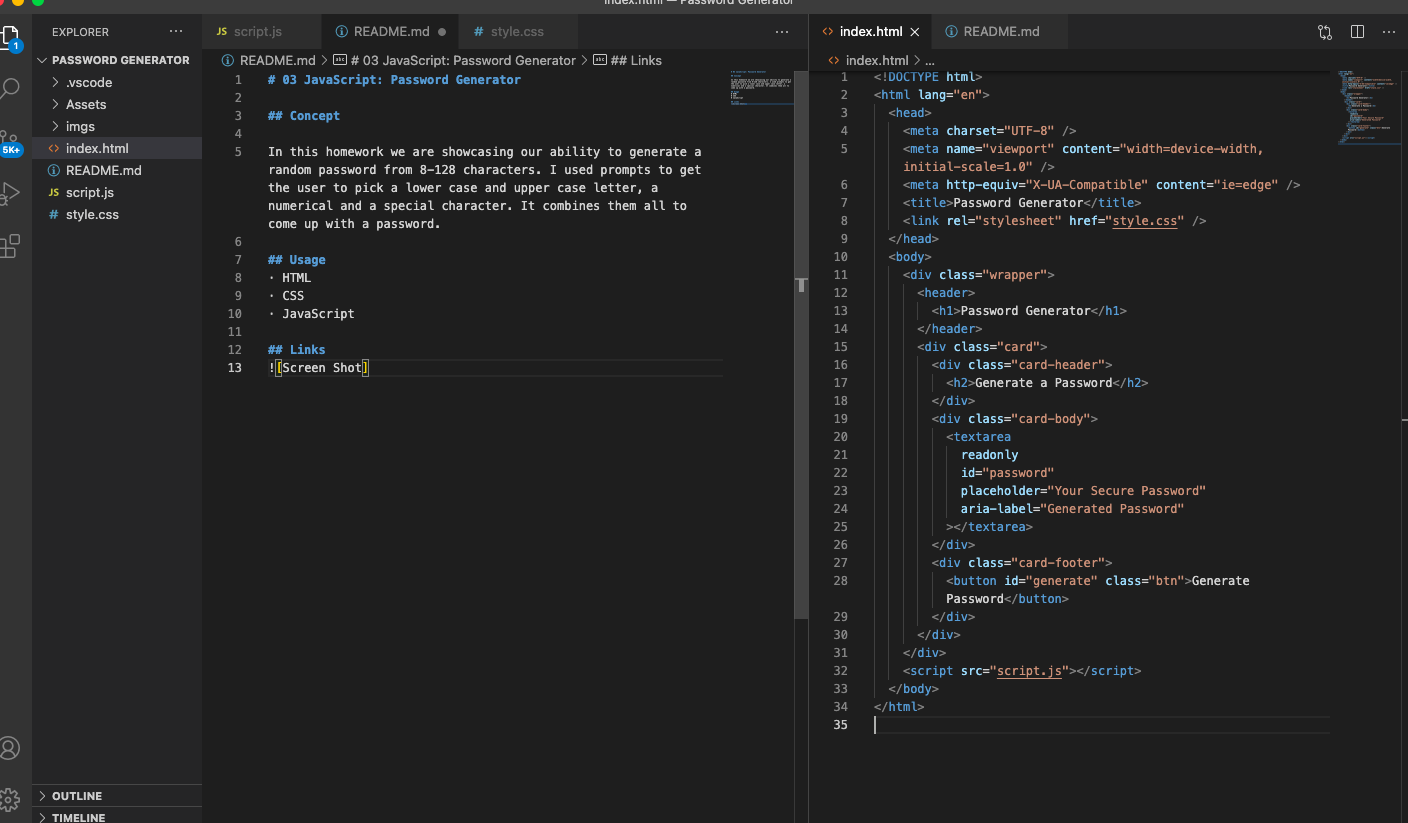 index.html — Password Generator
EXPLORER
PASSWORD GENERATOR
.vscode
Assets
imgs
<> index.html
README.md
JS script.js
# style.css
OUTLINE
TIMELINE
1
5K+
JS script.js
README.md
# style.css
README.md > # 03 JavaScript: Password Generator > ## Links
1 # 03 JavaScript: Password Generator
2
3 ## Concept
4
5 In this homework we are showcasing our ability to generate a
random password from 8-128 characters. I used prompts to get
the user to pick a lower case and upper case letter, a
numerical and a special character. It combines them all to
come up with a password.
6
7 ## Usage
8 · HTML
9 · CSS
10 · JavaScript
11
12 ## Links
13 ![Screen Shot]
<> index.html
README.md
<> index.html > ...
1 <!DOCTYPE html>
2 <html lang="en">
3 <head>
4 <meta charset="UTF-8" />
5 <meta name="viewport" content="width=device-width,
initial-scale=1.0" />
6 <meta http-equiv="X-UA-Compatible" content="ie=edge" />
7 <title>Password Generator</title>
8 <link rel="stylesheet" href="style.css" />
9 </head>
10 <body>
11 <div class="wrapper">
12 <header>
13 <h1>Password Generator</h1>
14 </header>
15 <div class="card">
16 <div class="card-header">
17 <h2>Generate a Password</h2>
18 </div>
19 <div class="card-body">
20 <textarea
21 readonly
22 id="password"
23 placeholder="Your Secure Password"
24 aria-label="Generated Password"
25 ></textarea>
26 </div>
27 <div class="card-footer">
28 <button id="generate" class="btn">Generate
Password</button>
29 </div>
30 </div>
31 </div>
32 <script src="script.js"></script>
33 </body>
34 </html>
35